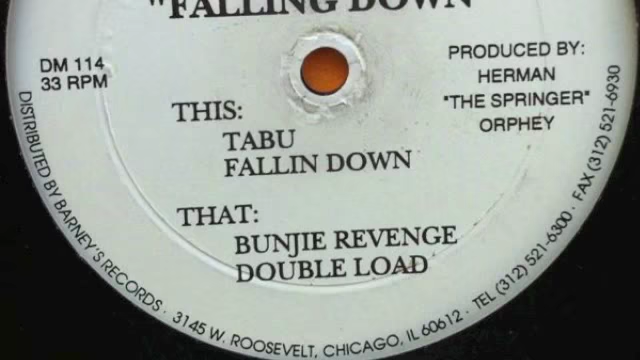 "FALLING DOWN"
DM 114
33 RPM
PRODUCED BY:
HERMAN
"THE SPRINGER"
ORPHEY
THIS:
TABU
FALLIN DOWN
THAT:
BUNJIE REVENGE
DOUBLE LOAD
DISTRIBUTED BY BARNEY'S RECORDS · 3145 W. ROOSEVELT, CHICAGO, IL 60612 · TEL (312) 521-6300 · FAX (312) 521-6930